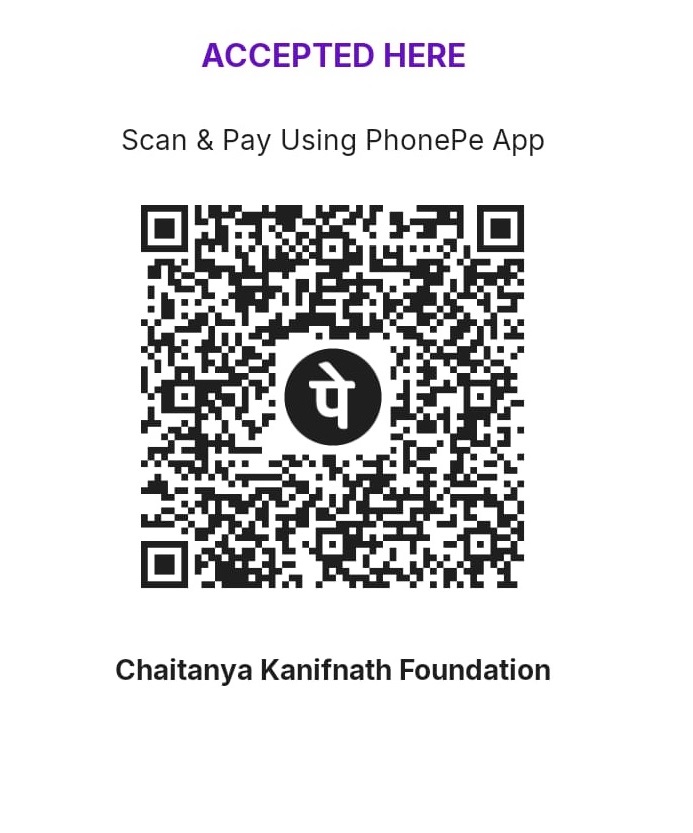 ACCEPTED HERE
Scan & Pay Using PhonePe App
पे
Chaitanya Kanifnath Foundation